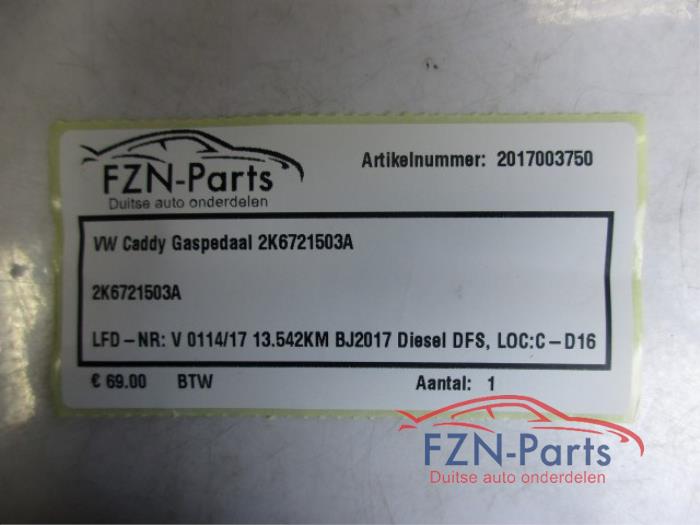 FZN-Parts
Duitse auto onderdelen
Artikelnummer: 2017003750
VW Caddy Gaspedaal 2K6721503A
2K6721503A
LFD-NR: V 0114/17 13.542KM BJ2017 Diesel DFS, LOC:C-D16
€ 69.00 BTW Aantal: 1
FZN-Parts
Duitse auto onderdelen